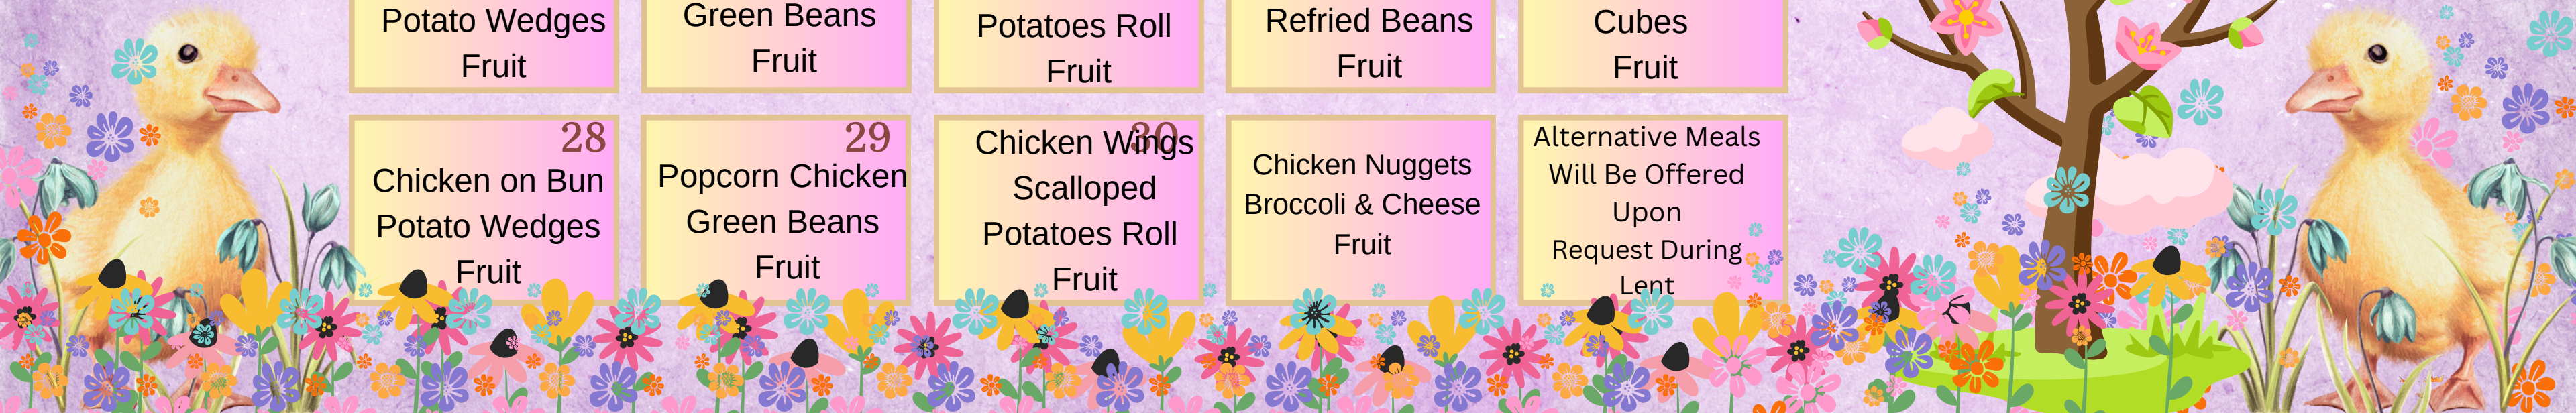 Potato Wedges
Fruit
Green Beans
Fruit
Potatoes Roll
Fruit
Refried Beans
Fruit
Cubes
Fruit
28
Chicken on Bun
Potato Wedges
Fruit
29
Popcorn Chicken
Green Beans
Fruit
30
Chicken Wings
Scalloped
Potatoes Roll
Fruit
Chicken Nuggets
Broccoli & Cheese
Fruit
Alternative Meals
Will Be Offered
Upon
Request During
Lent